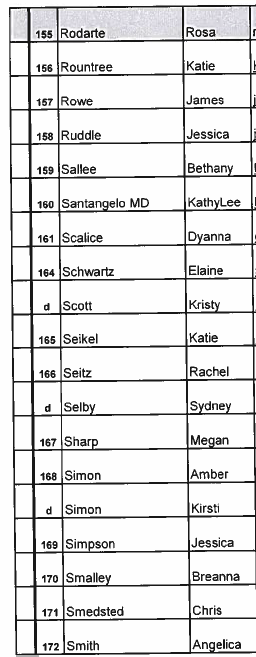 155 Rodarte Rosa
156 Rountree Katie
157 Rowe James
158 Ruddle Jessica
159 Sallee Bethany
160 Santangelo MD KathyLee
161 Scalice Dyanna
164 Schwartz Elaine
d Scott Kristy
165 Seikel Katie
166 Seitz Rachel
d Selby Sydney
167 Sharp Megan
168 Simon Amber
d Simon Kirsti
169 Simpson Jessica
170 Smalley Breanna
171 Smedsted Chris
172 Smith Angelica